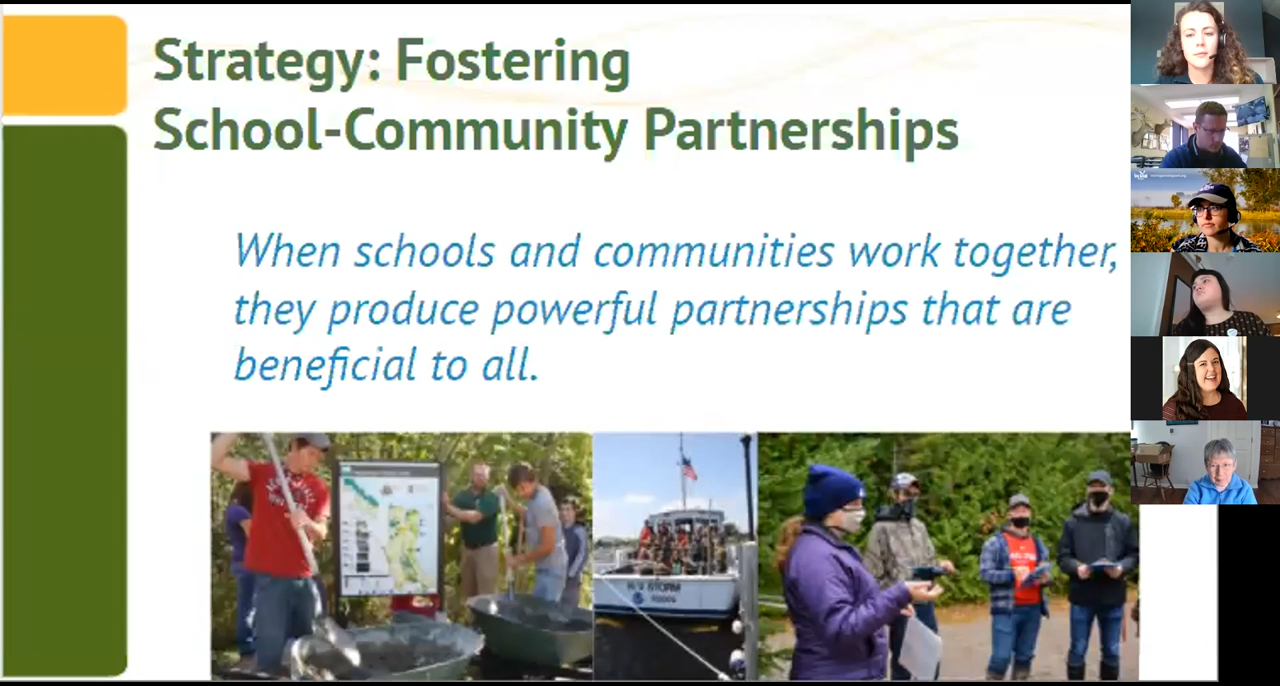 Strategy: Fostering
School-Community Partnerships
When schools and communities work together,
they produce powerful partnerships that are
beneficial to all.
R/V STORM